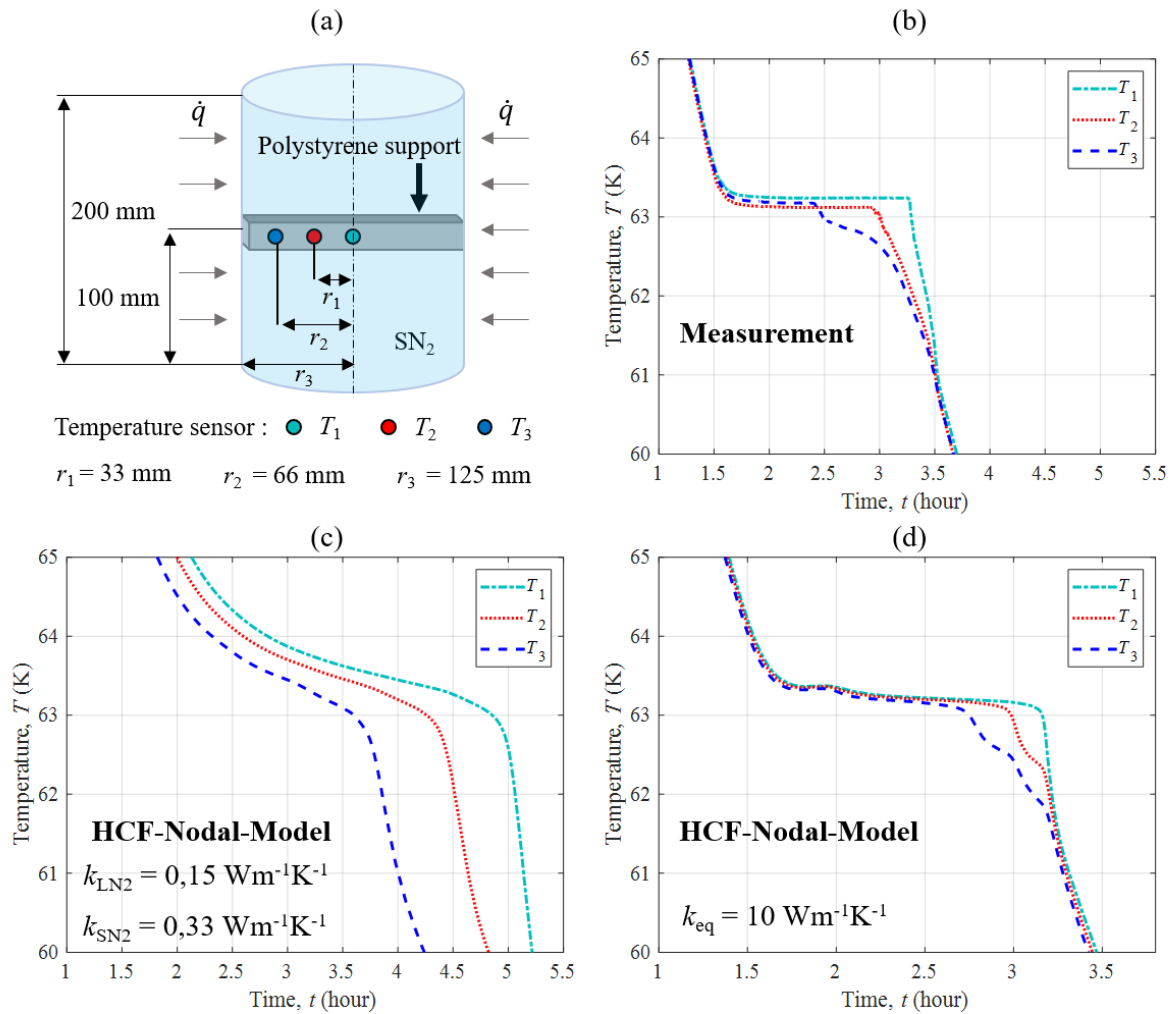 (a)
q̇ q̇
Polystyrene support
200 mm
100 mm
r1
r2
SN2
r3
Temperature sensor : T1 T2 T3
r1 = 33 mm r2 = 66 mm r3 = 125 mm
(b)
65
64
63
62
61
60
Temperature, T (K)
T1
T2
T3
Measurement
1 1.5 2 2.5 3 3.5 4 4.5 5 5.5
Time, t (hour)
(c)
65
64
63
62
61
60
Temperature, T (K)
T1
T2
T3
HCF-Nodal-Model
kLN2 = 0,15 Wm-1K-1
kSN2 = 0,33 Wm-1K-1
1 1.5 2 2.5 3 3.5 4 4.5 5 5.5
Time, t (hour)
(d)
65
64
63
62
61
60
Temperature, T (K)
T1
T2
T3
HCF-Nodal-Model
keq = 10 Wm-1K-1
1 1.5 2 2.5 3 3.5
Time, t (hour)